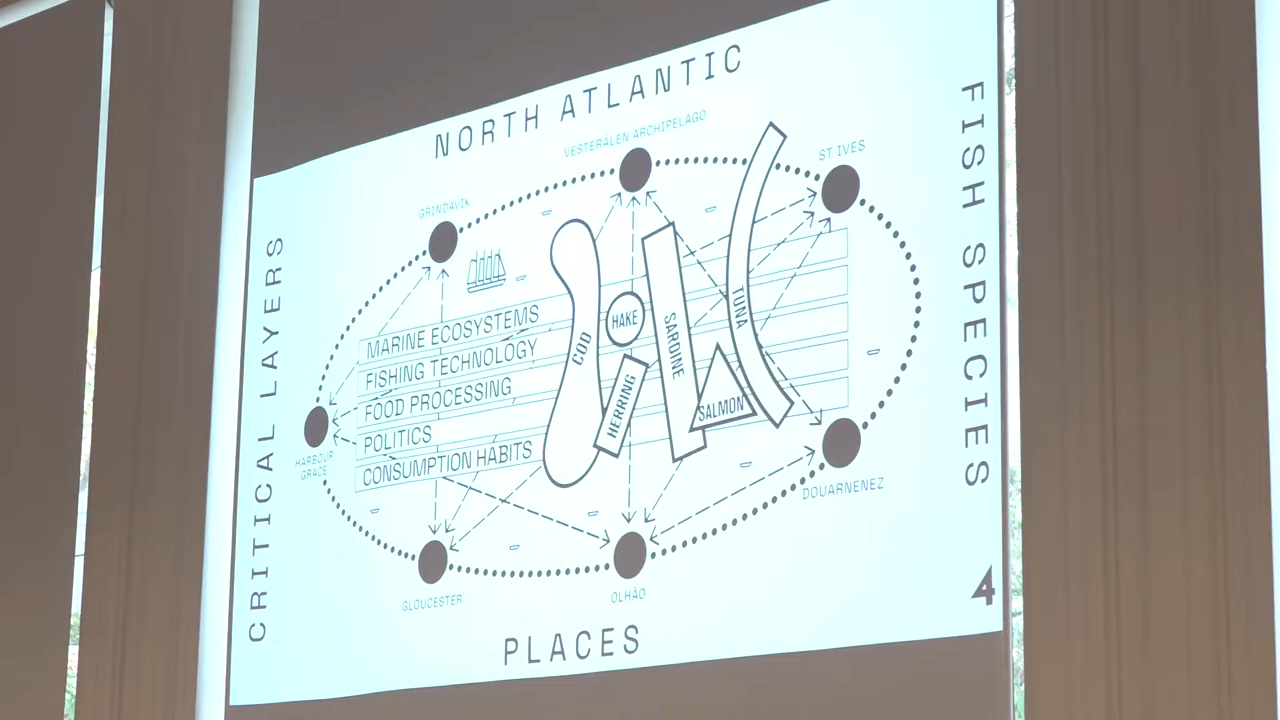 NORTH ATLANTIC
VESTERÅLEN ARCHIPELAGO
ST IVES
GRINDAVÍK
FISH SPECIES
CRITICAL LAYERS
MARINE ECOSYSTEMS
FISHING TECHNOLOGY
FOOD PROCESSING
POLITICS
CONSUMPTION HABITS
COD
HAKE
HERRING
SARDINE
SALMON
TUNA
HARBOUR
GRACE
DOUARNENEZ
GLOUCESTER
OLHÃO
PLACES
4